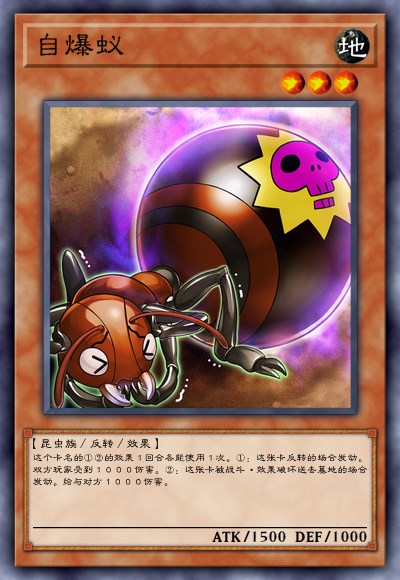 自爆蚁
地
【昆虫族／反转／效果】
这个卡名的①②的效果1回合各能使用1次。①：这张卡反转的场合发动。
双方玩家受到1000伤害。②：这张卡被战斗·效果破坏送去墓地的场合
发动。给与对方1000伤害。
ATK/1500 DEF/1000